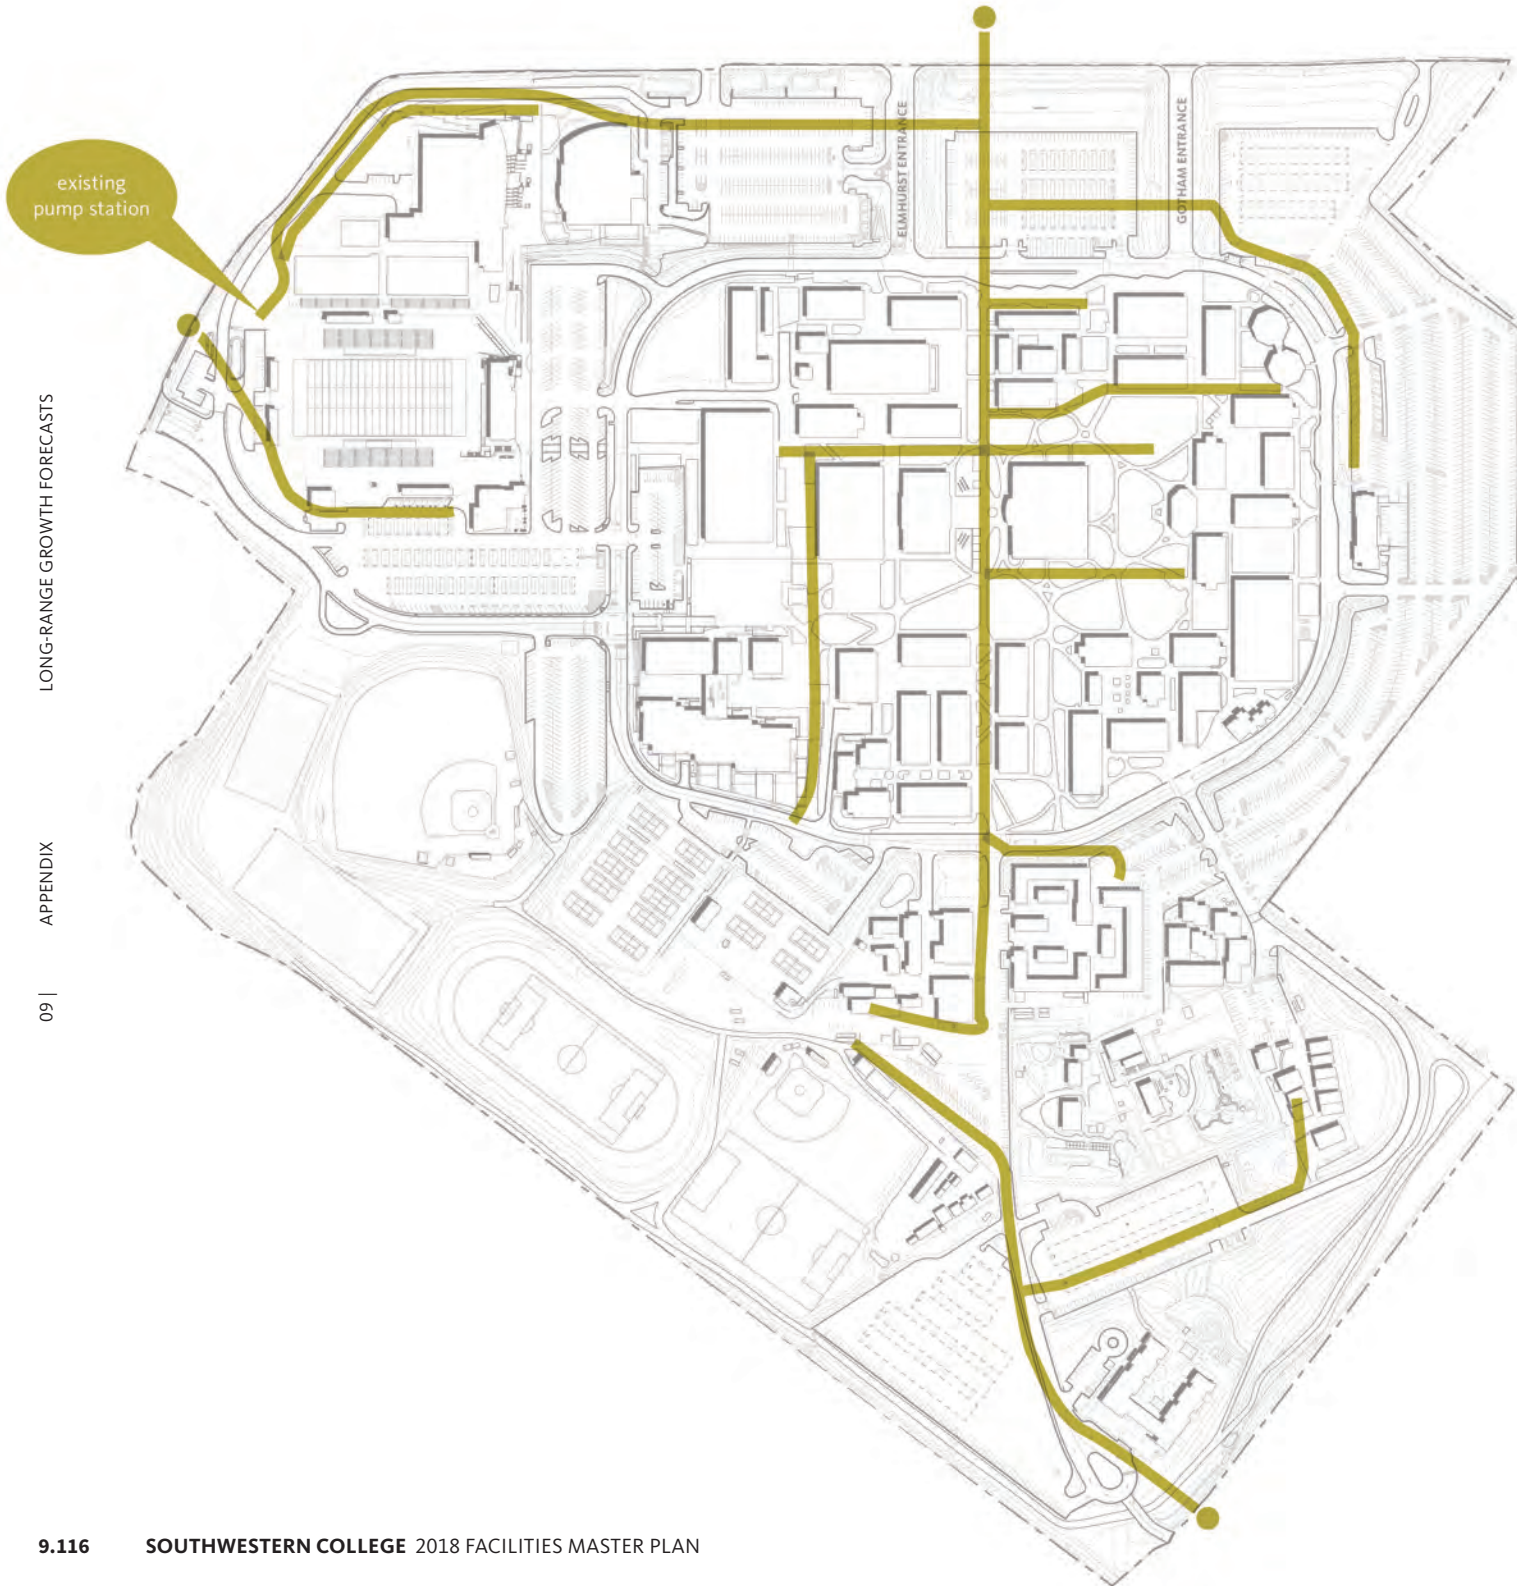 existing
pump station
ELMHURST ENTRANCE
GOTHAM ENTRANCE
LONG-RANGE GROWTH FORECASTS
APPENDIX
09 |
9.116 SOUTHWESTERN COLLEGE 2018 FACILITIES MASTER PLAN